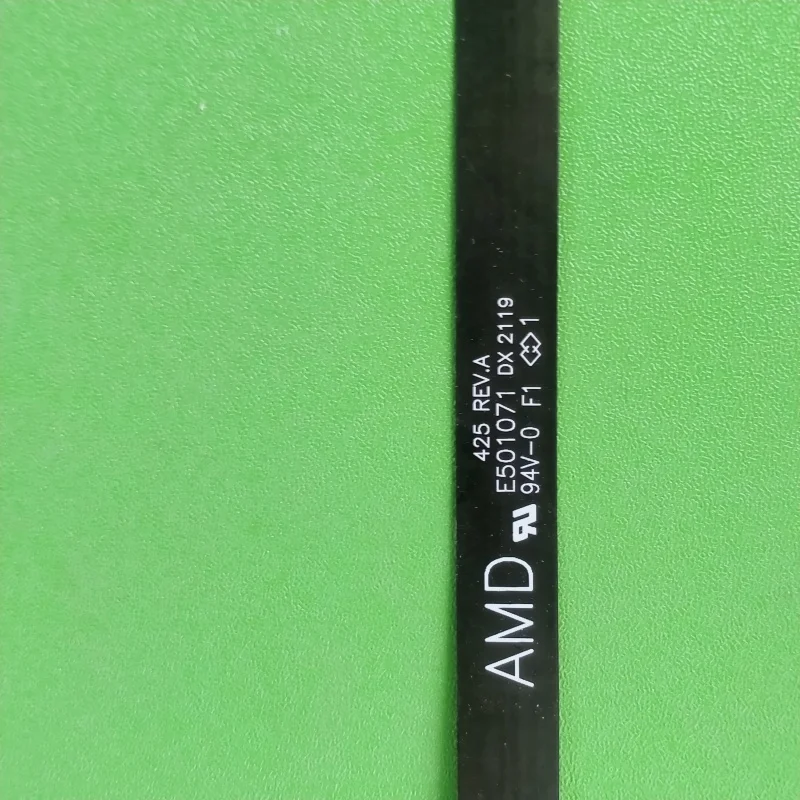 425 REV.A
E501071 DX 2119
94V-0 F1 1
AMD